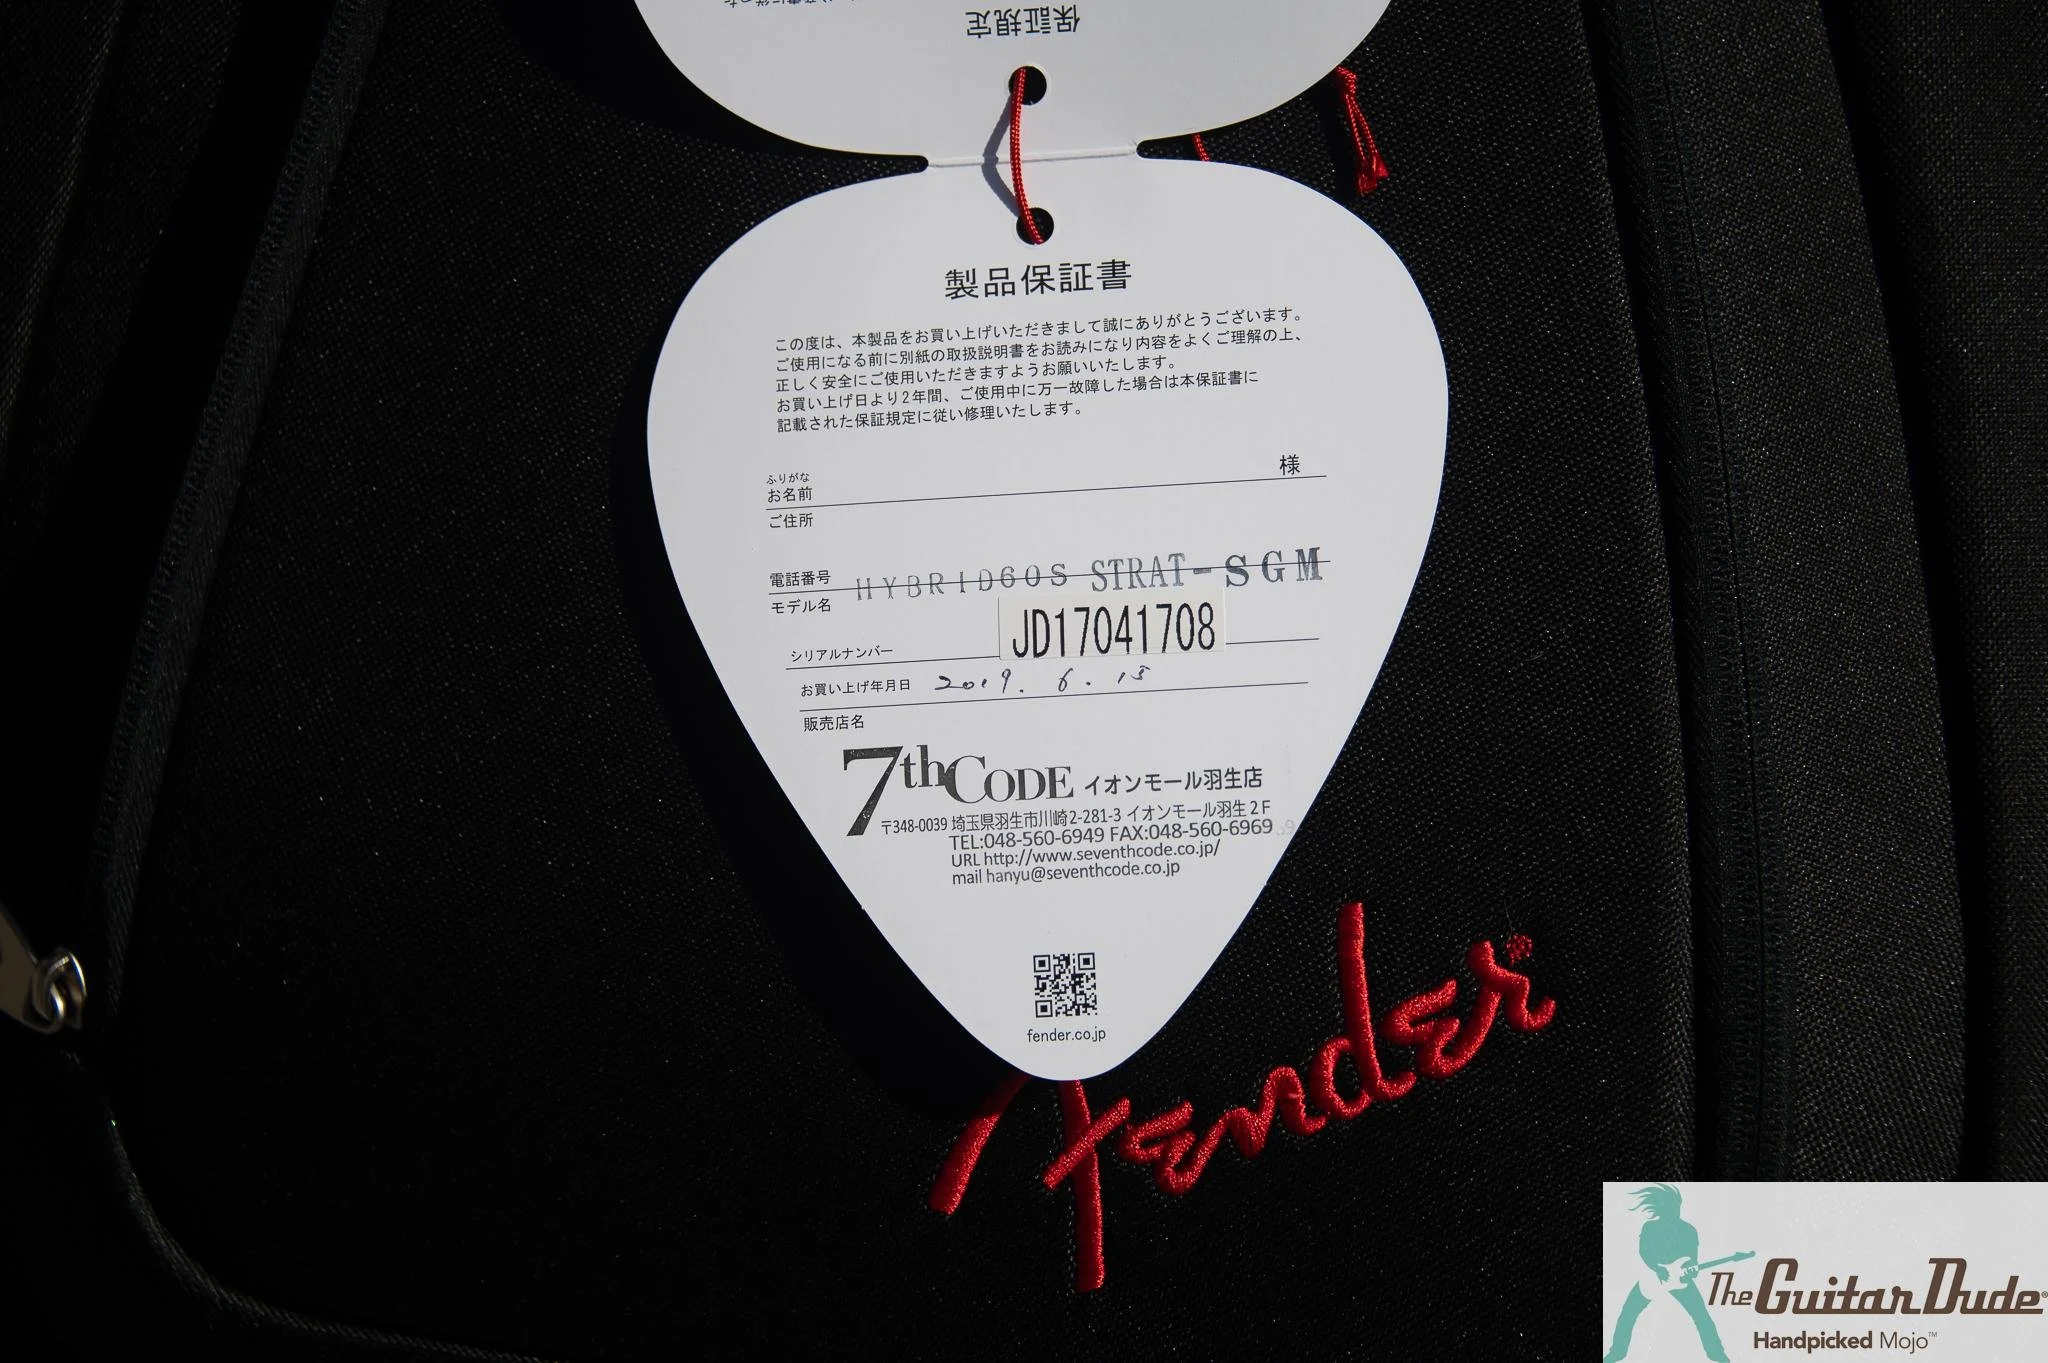 保証規定
製品保証書
この度は、本製品をお買い上げいただきまして誠にありがとうございます。
ご使用になる前に別紙の取扱説明書をお読みになり内容をよくご理解の上、
正しく安全にご使用いただきますようお願いいたします。
お買い上げ日より2年間、ご使用中に万一故障した場合は本保証書に
記載された保証規定に従い修理いたします。
ふりがな
お名前 様
ご住所
電話番号
モデル名 HYBRID60S STRAT-SGM
シリアルナンバー JD17041708
お買い上げ年月日 2019. 6. 15
販売店名
7thCODE イオンモール羽生店
〒348-0039 埼玉県羽生市川崎2-281-3 イオンモール羽生2F
TEL:048-560-6949 FAX:048-560-6969
URL http://www.seventhcode.co.jp/
mail hanyu@seventhcode.co.jp
fender.co.jp
Fender®
The Guitar Dude®
Handpicked Mojo™